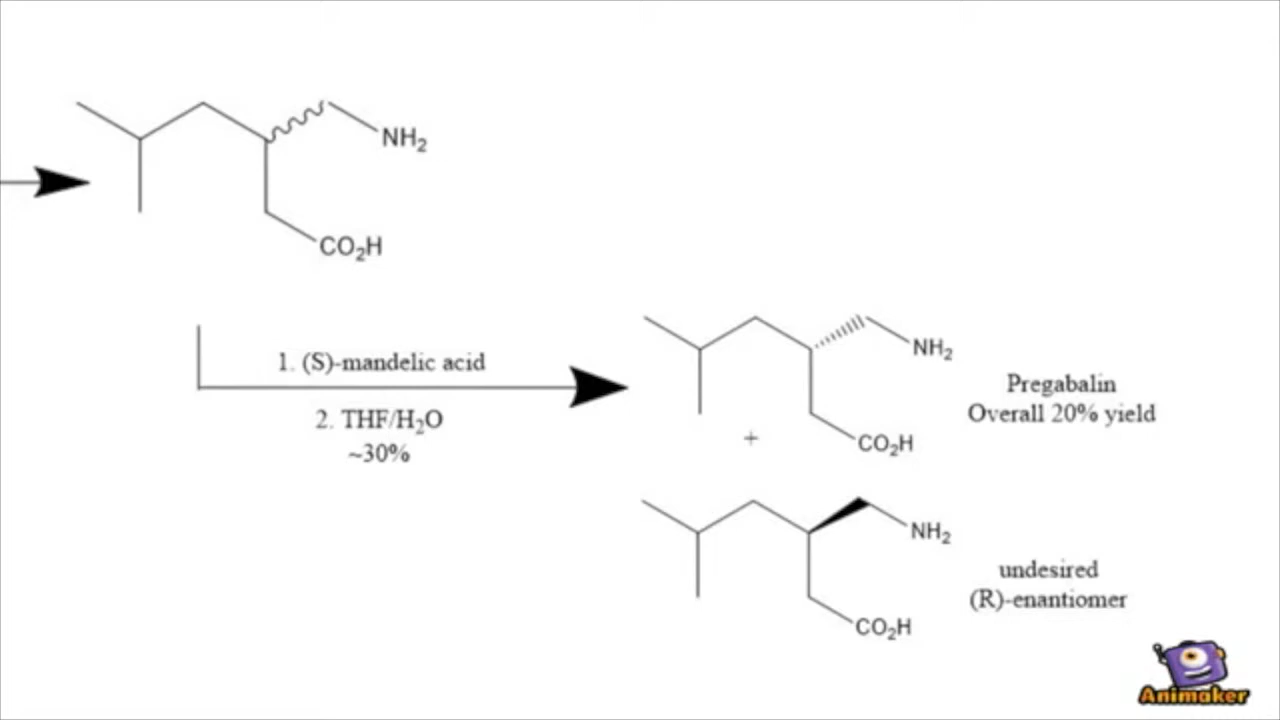 NH₂
CO₂H
1. (S)-mandelic acid
2. THF/H₂O
~30%
NH₂
Pregabalin
Overall 20% yield
+
CO₂H
NH₂
undesired
(R)-enantiomer
CO₂H
Animaker